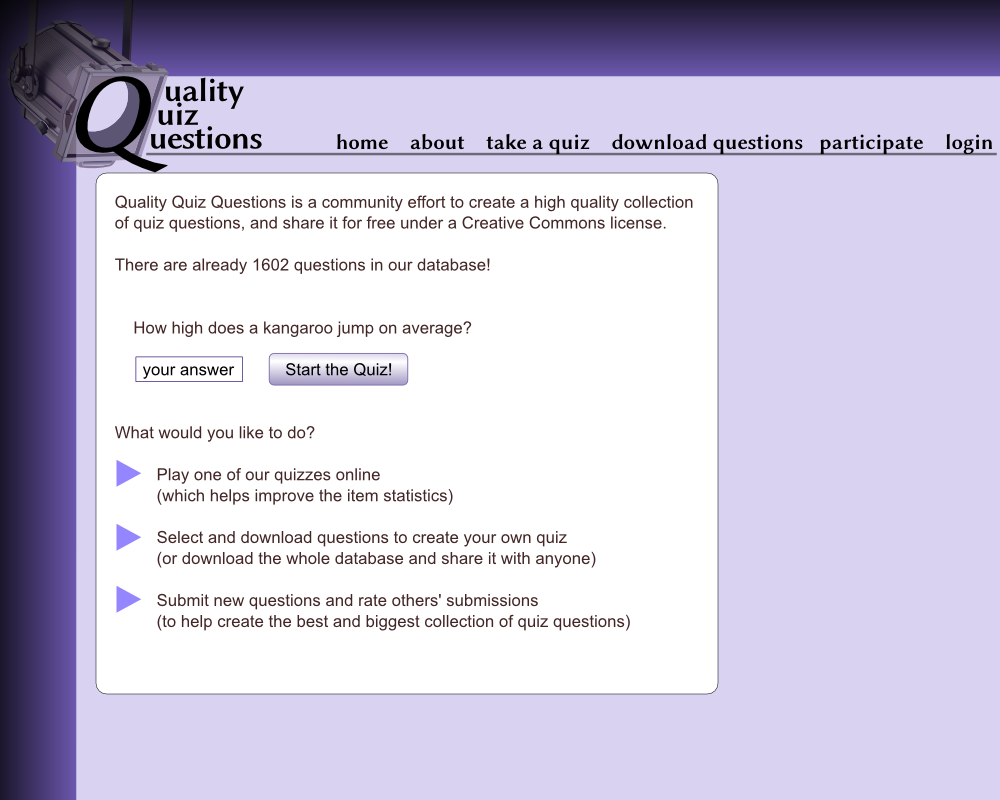 Quality
Quiz
Questions
home about take a quiz download questions participate login
Quality Quiz Questions is a community effort to create a high quality collection
of quiz questions, and share it for free under a Creative Commons license.
There are already 1602 questions in our database!
How high does a kangaroo jump on average?
your answer Start the Quiz!
What would you like to do?
Play one of our quizzes online
(which helps improve the item statistics)
Select and download questions to create your own quiz
(or download the whole database and share it with anyone)
Submit new questions and rate others' submissions
(to help create the best and biggest collection of quiz questions)